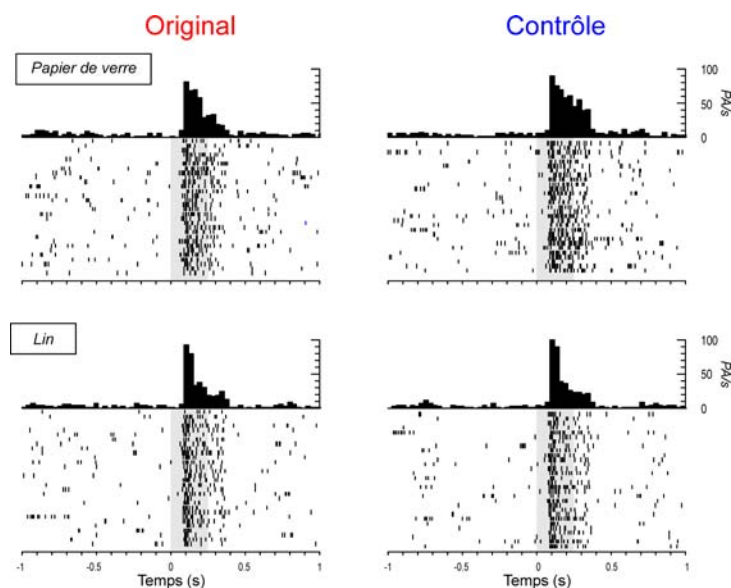 Original Contrôle
Papier de verre
100
50
0
PA/s
Lin
100
50
0
PA/s
-1 -0.5 0 0.5 1 -1 -0.5 0 0.5 1
Temps (s) Temps (s)